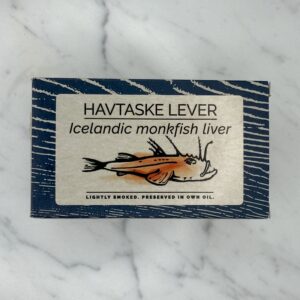 HAVTASKE LEVER
Icelandic monkfish liver
LIGHTLY SMOKED. PRESERVED IN OWN OIL.